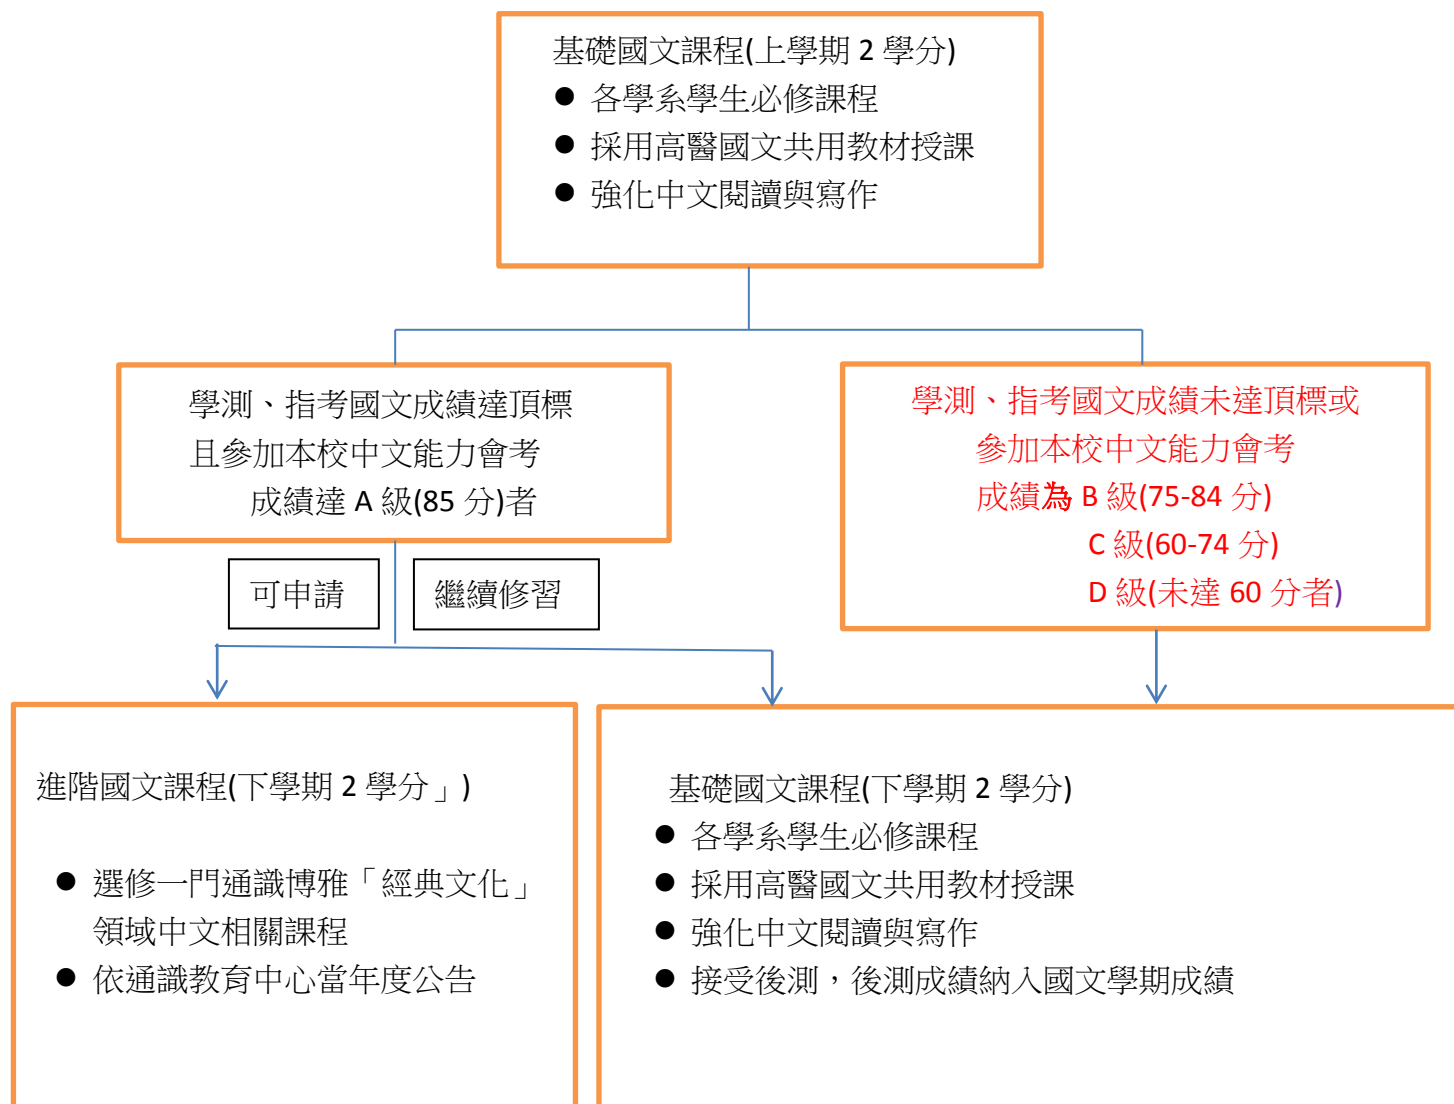 基礎國文課程(上學期 2 學分)
● 各學系學生必修課程
● 採用高醫國文共用教材授課
● 強化中文閱讀與寫作
學測、指考國文成績達頂標
且參加本校中文能力會考
成績達 A 級(85 分)者
學測、指考國文成績未達頂標或
參加本校中文能力會考
成績為 B 級(75-84 分)
C 級(60-74 分)
D 級(未達 60 分者)
可申請
繼續修習
進階國文課程(下學期 2 學分」)
● 選修一門通識博雅「經典文化」
領域中文相關課程
● 依通識教育中心當年度公告
基礎國文課程(下學期 2 學分)
● 各學系學生必修課程
● 採用高醫國文共用教材授課
● 強化中文閱讀與寫作
● 接受後測，後測成績納入國文學期成績